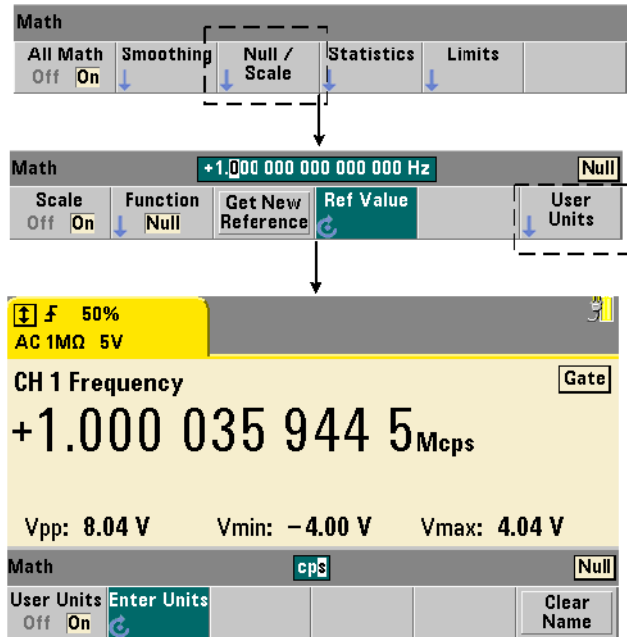 Math
All Math Smoothing Null / Statistics Limits
Off On Scale
Math +1.000 000 000 000 000 Hz Null
Scale Function Get New Ref Value User
Off On Null Reference Units
50%
AC 1MΩ 5V
CH 1 Frequency Gate
+1.000 035 944 5 Mcps
Vpp: 8.04 V Vmin: −4.00 V Vmax: 4.04 V
Math cps Null
User Units Enter Units Clear
Off On Name